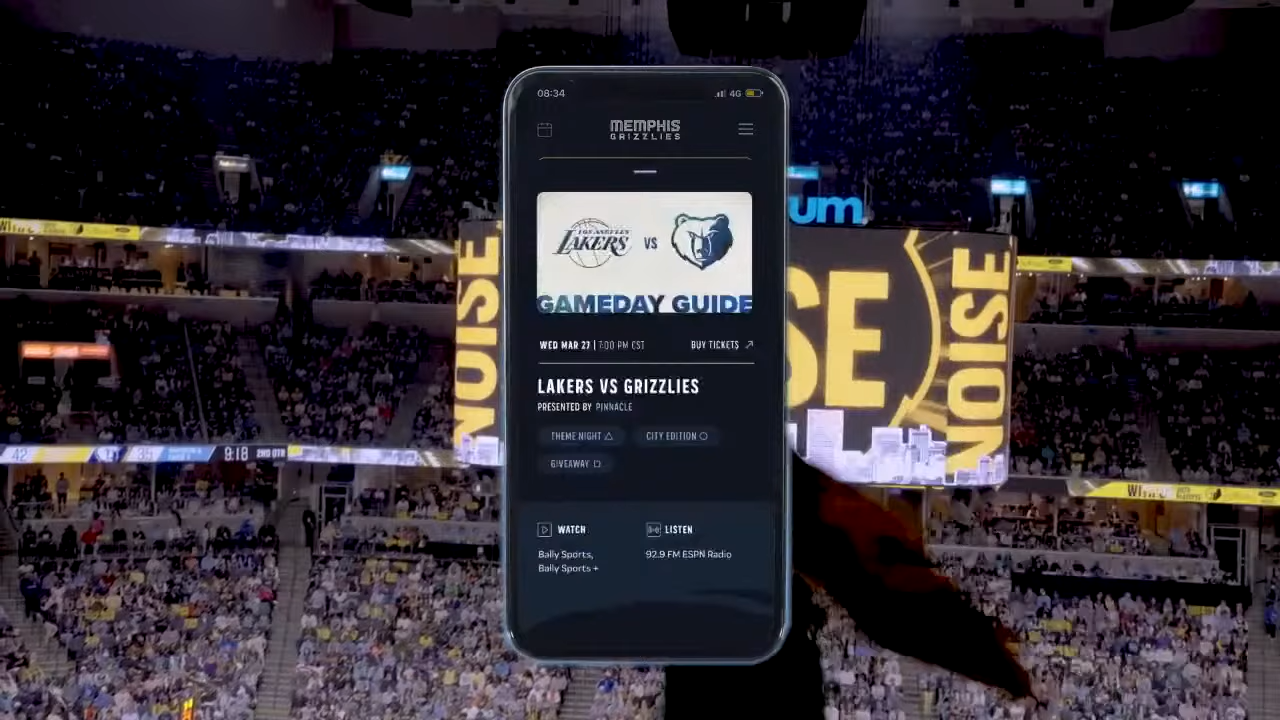 08:34
4G
MEMPHIS
GRIZZLIES
LOS ANGELES
LAKERS
VS
GAMEDAY GUIDE
WED MAR 27 | 7:00 PM CST
BUY TICKETS
LAKERS VS GRIZZLIES
PRESENTED BY PINNACLE
THEME NIGHT
CITY EDITION
GIVEAWAY
WATCH
LISTEN
Bally Sports,
Bally Sports +
92.9 FM ESPN Radio
um
NOISE
SE
NOISE
42
9:18
2ND QTR